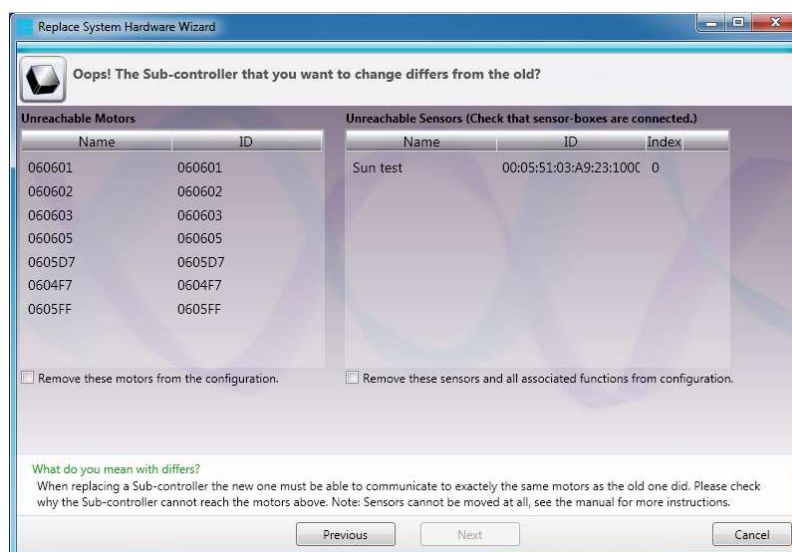 Replace System Hardware Wizard
Oops! The Sub-controller that you want to change differs from the old?
Unreachable Motors
Name ID
060601 060601
060602 060602
060603 060603
060605 060605
0605D7 0605D7
0604F7 0604F7
0605FF 0605FF
Remove these motors from the configuration.
Unreachable Sensors (Check that sensor-boxes are connected.)
Name ID Index
Sun test 00:05:51:03:A9:23:100C 0
Remove these sensors and all associated functions from configuration.
What do you mean with differs?
When replacing a Sub-controller the new one must be able to communicate to exactely the same motors as the old one did. Please check
why the Sub-controller cannot reach the motors above. Note: Sensors cannot be moved at all, see the manual for more instructions.
Previous Next Cancel